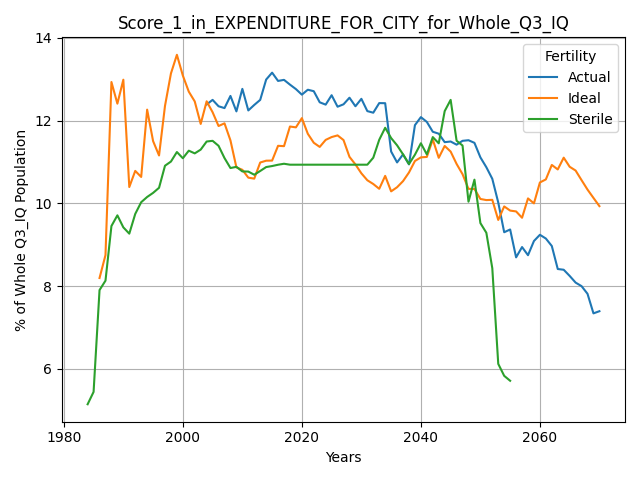 Score_1_in_EXPENDITURE_FOR_CITY_for_Whole_Q3_IQ
% of Whole Q3_IQ Population
14
12
10
8
6
Fertility
Actual
Ideal
Sterile
1980
2000
2020
2040
2060
Years